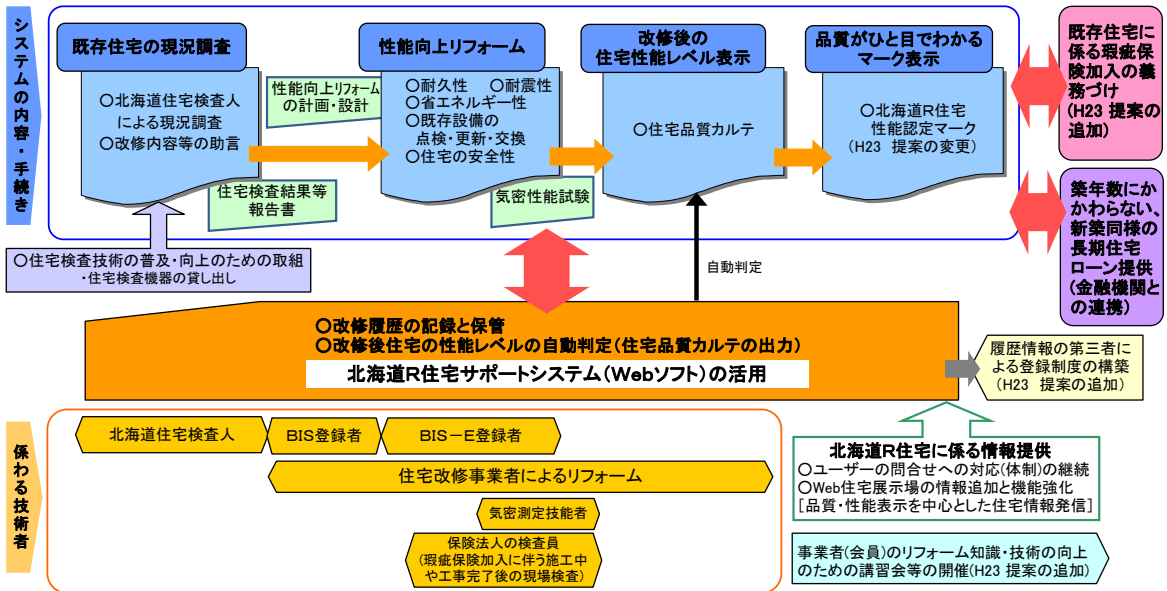 システムの内容・手続き
既存住宅の現況調査
○北海道住宅検査人
による現況調査
○改修内容等の助言
性能向上リフォーム
の計画・設計
住宅検査結果等
報告書
性能向上リフォーム
○耐久性　○耐震性
○省エネルギー性
○既存設備の
点検・更新・交換
○住宅の安全性
気密性能試験
改修後の
住宅性能レベル表示
○住宅品質カルテ
品質がひと目でわかる
マーク表示
○北海道R住宅
性能認定マーク
（H23 提案の変更）
既存住宅に
係る瑕疵保
険加入の義
務づけ
（H23 提案の
追加）
築年数にか
かわらない、
新築同様の
長期住宅
ローン提供
（金融機関と
の連携）
○住宅検査技術の普及・向上のための取組
・住宅検査機器の貸し出し
自動判定
○改修履歴の記録と保管
○改修後住宅の性能レベルの自動判定（住宅品質カルテの出力）
北海道R住宅サポートシステム（Webソフト）の活用
履歴情報の第三者に
よる登録制度の構築
（H23 提案の追加）
係わる技術者
北海道住宅検査人
BIS登録者
BIS－E登録者
住宅改修事業者によるリフォーム
気密測定技能者
保険法人の検査員
（瑕疵保険加入に伴う施工中
や工事完了後の現場検査）
北海道R住宅に係る情報提供
○ユーザーの問合せへの対応（体制）の継続
○Web住宅展示場の情報追加と機能強化
［品質・性能表示を中心とした住宅情報発信］
事業者（会員）のリフォーム知識・技術の向上
のための講習会等の開催（H23 提案の追加）